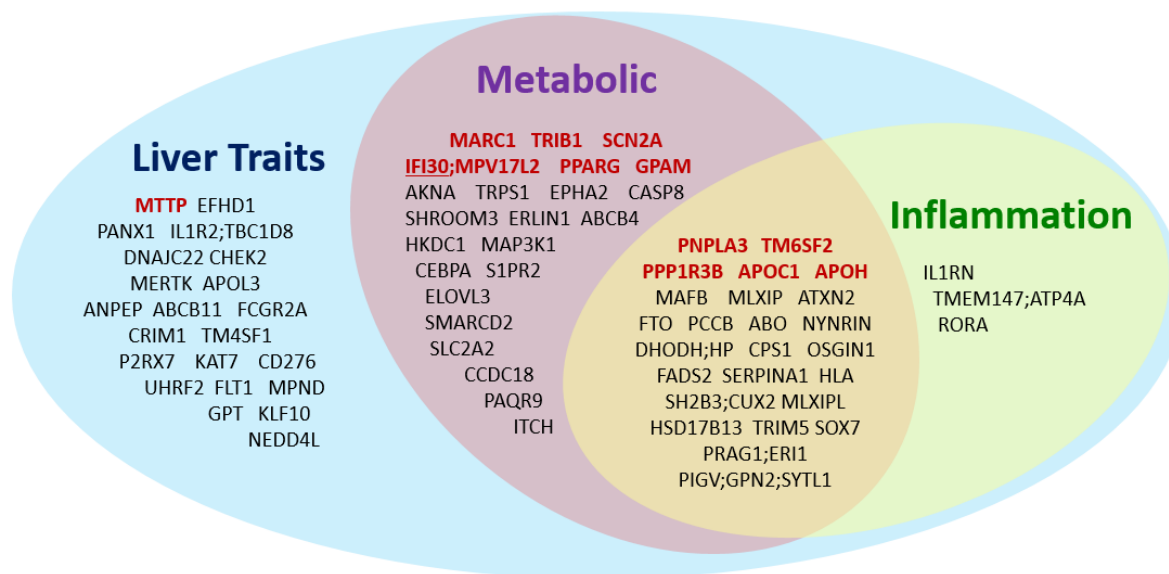 Metabolic
Liver Traits
MTTP EFHD1
PANX1 IL1R2;TBC1D8
DNAJC22 CHEK2
MERTK APOL3
ANPEP ABCB11 FCGR2A
CRIM1 TM4SF1
P2RX7 KAT7 CD276
UHRF2 FLT1 MPND
GPT KLF10
NEDD4L
MARC1 TRIB1 SCN2A
IFI30;MPV17L2 PPARG GPAM
AKNA TRPS1 EPHA2 CASP8
SHROOM3 ERLIN1 ABCB4
HKDC1 MAP3K1
CEBPA S1PR2
ELOVL3
SMARCD2
SLC2A2
CCDC18
PAQR9
ITCH
PNPLA3 TM6SF2
PPP1R3B APOC1 APOH
MAFB MLXIP ATXN2
FTO PCCB ABO NYNRIN
DHODH;HP CPS1 OSGIN1
FADS2 SERPINA1 HLA
SH2B3;CUX2 MLXIPL
HSD17B13 TRIM5 SOX7
PRAG1;ERI1
PIGV;GPN2;SYTL1
Inflammation
IL1RN
TMEM147;ATP4A
RORA